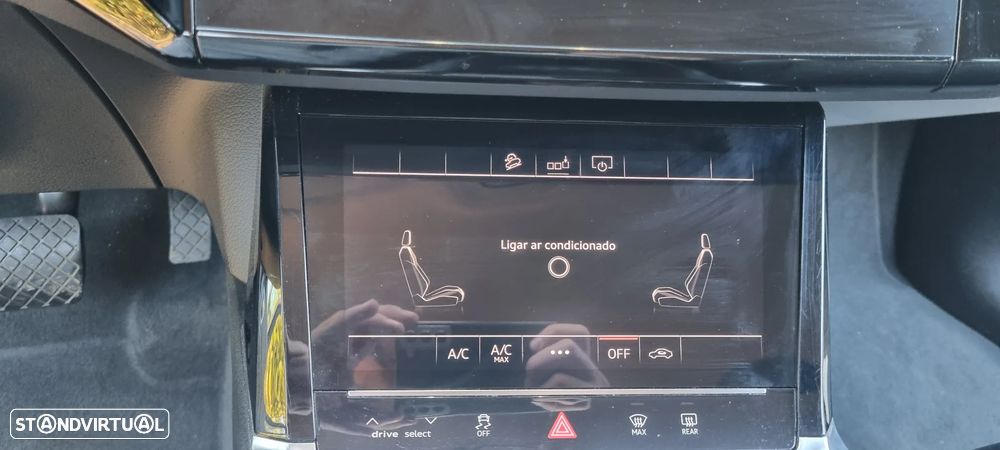 Ligar ar condicionado
A/C A/C MAX OFF
drive select OFF MAX REAR
STANDVIRTUAL